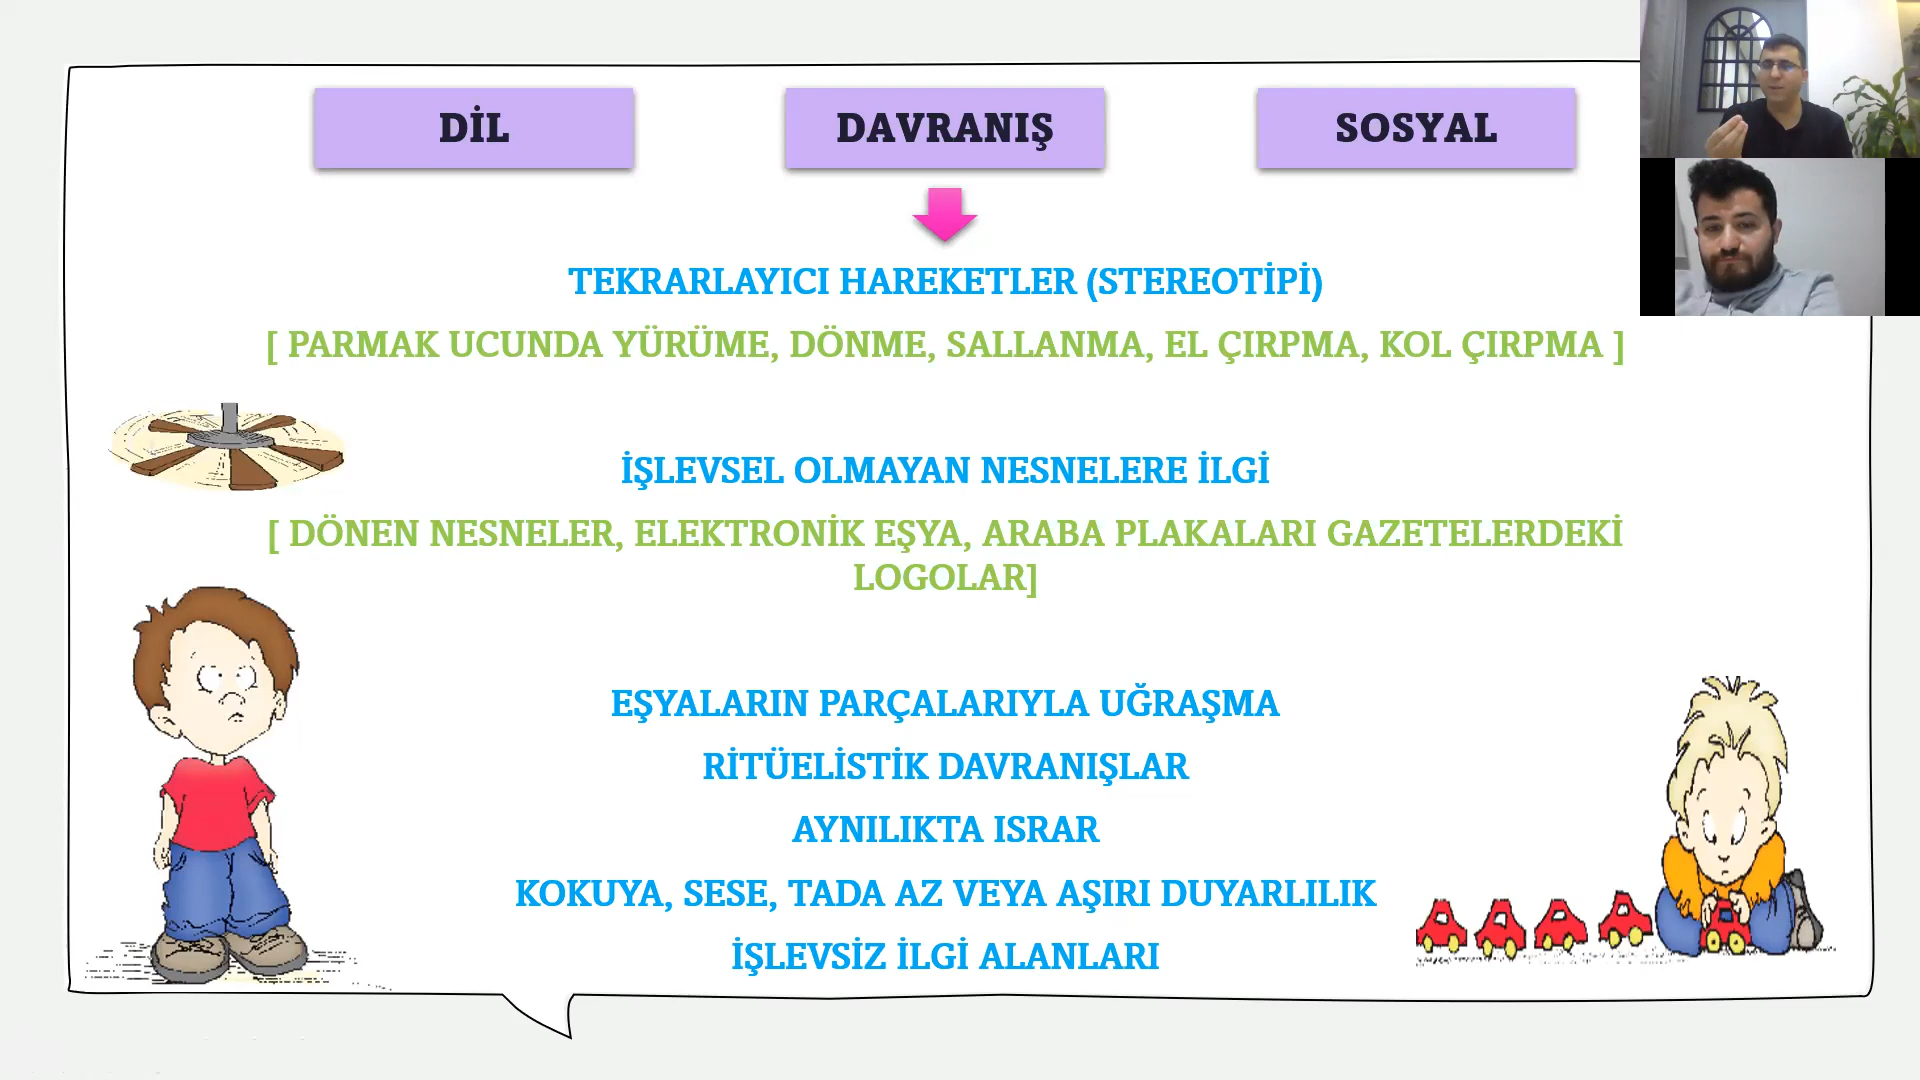 DİL
DAVRANIŞ
SOSYAL
TEKRARLAYICI HAREKETLER (STEREOTİPİ)
[ PARMAK UCUNDA YÜRÜME, DÖNME, SALLANMA, EL ÇIRPMA, KOL ÇIRPMA ]
İŞLEVSEL OLMAYAN NESNELERE İLGİ
[ DÖNEN NESNELER, ELEKTRONİK EŞYA, ARABA PLAKALARI GAZETELERDEKİ
LOGOLAR]
EŞYALARIN PARÇALARIYLA UĞRAŞMA
RİTÜELİSTİK DAVRANIŞLAR
AYNILIKTA ISRAR
KOKUYA, SESE, TADA AZ VEYA AŞIRI DUYARLILIK
İŞLEVSİZ İLGİ ALANLARI